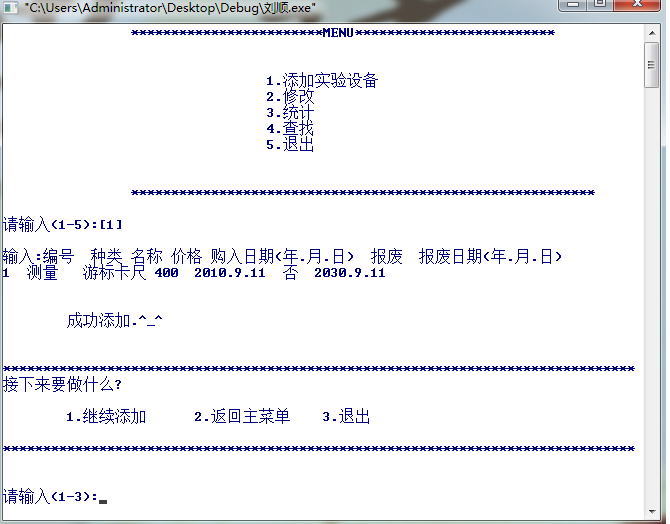 "C:\Users\Administrator\Desktop\Debug\刘顺.exe"
************************MENU*************************
1.添加实验设备
2.修改
3.统计
4.查找
5.退出
**********************************************************
请输入(1-5):[1]
输入:编号 种类 名称 价格 购入日期(年.月.日) 报废 报废日期(年.月.日)
1 测量 游标卡尺 400 2010.9.11 否 2030.9.11
成功添加.^_^
*******************************************************************************
接下来要做什么?
1.继续添加 2.返回主菜单 3.退出
*******************************************************************************
请输入(1-3):